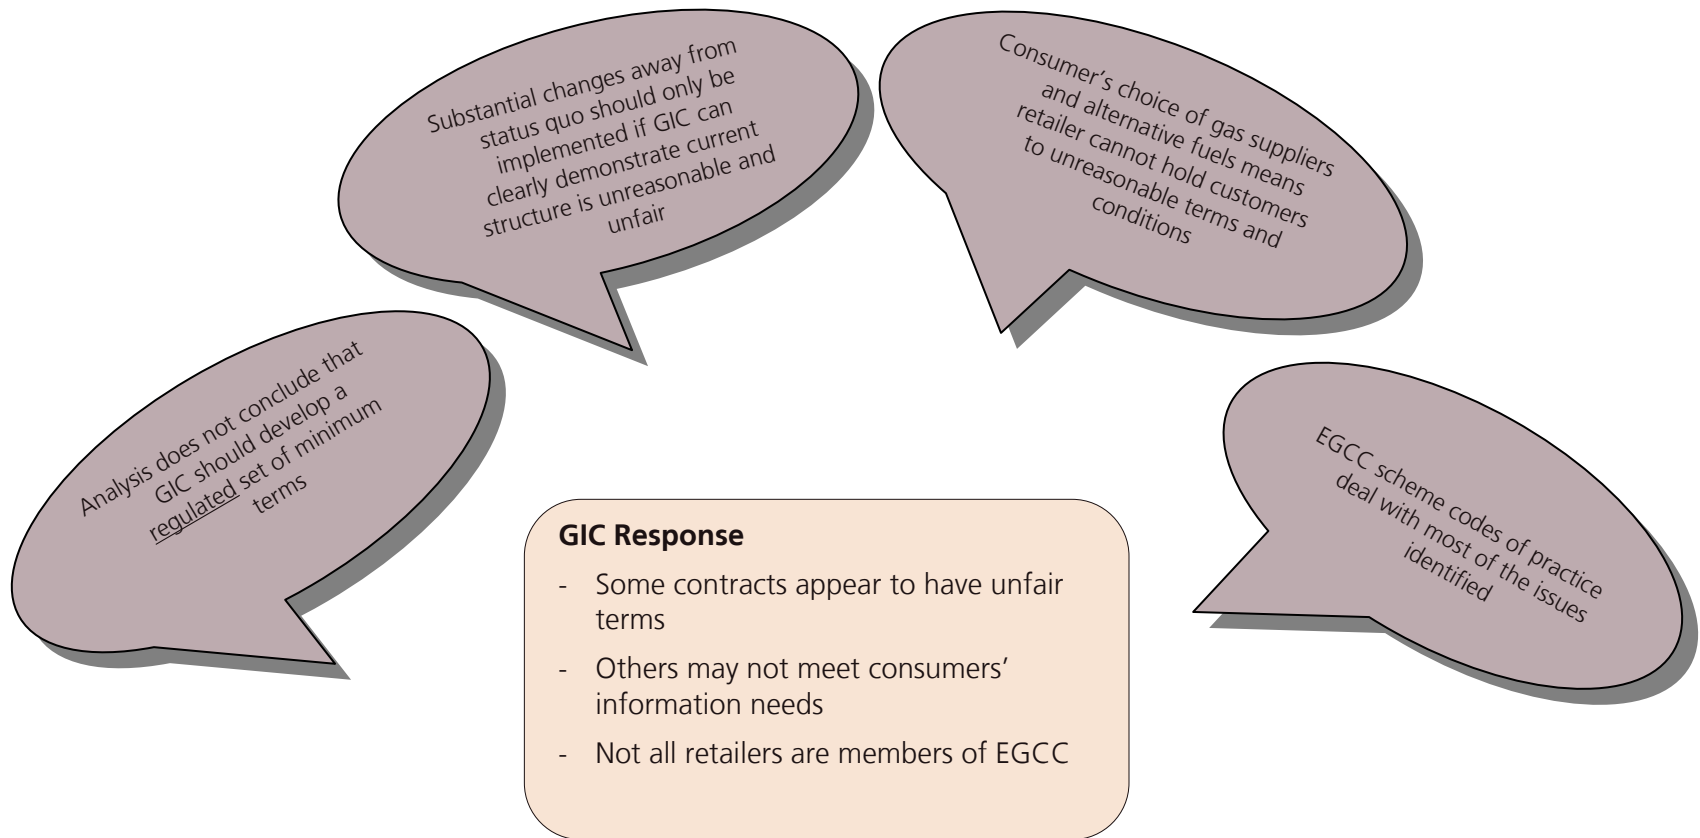 Substantial changes away from
status quo should only be
implemented if GIC can
clearly demonstrate current
structure is unreasonable and
unfair
Consumer’s choice of gas suppliers
and alternative fuels means
retailer cannot hold customers
to unreasonable terms and
conditions
Analysis does not conclude that
GIC should develop a
regulated set of minimum
terms
EGCC scheme codes of practice
deal with most of the issues
identified
GIC Response
- Some contracts appear to have unfair
terms
- Others may not meet consumers’
information needs
- Not all retailers are members of EGCC